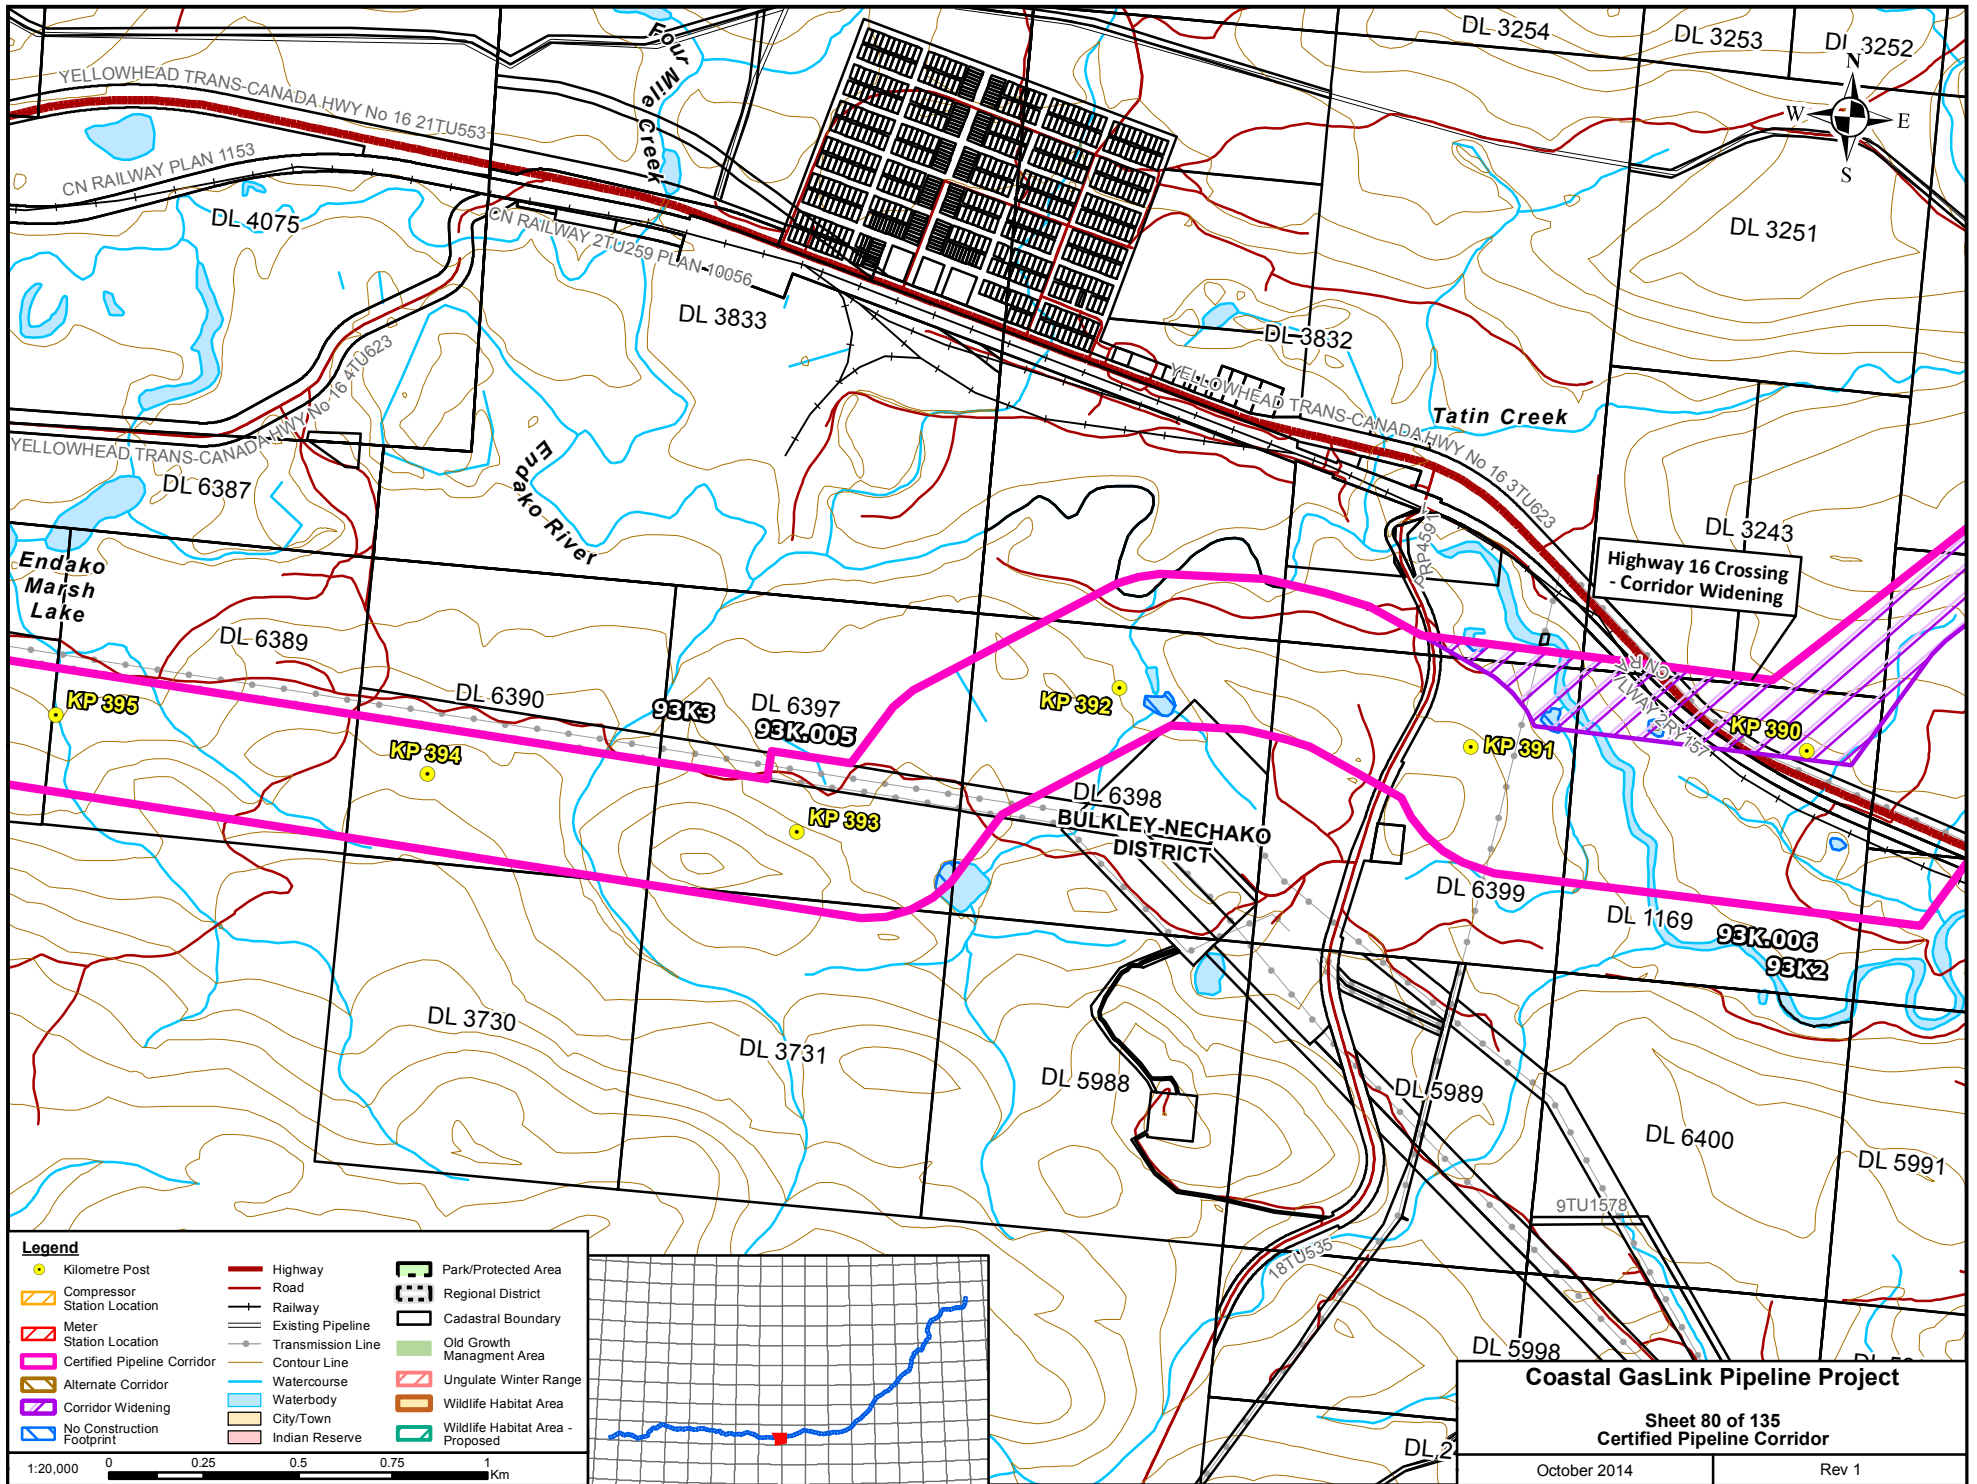 DL 3254
DL 3253
DL 3252
N
W
E
S
Four Mile Creek
YELLOWHEAD TRANS-CANADA HWY No 16 21TU553
CN RAILWAY PLAN 1153
DL 4075
CN RAILWAY 2TU259 PLAN 10056
DL 3251
DL 3833
DL 3832
YELLOWHEAD TRANS-CANADA HWY No 16 4TU623
YELLOWHEAD TRANS-CANADA HWY No 16 3TU623
Tatin Creek
DL 6387
Endako River
DL 3243
PRP45927
Highway 16 Crossing
- Corridor Widening
Endako
Marsh
Lake
DL 6389
DL 6390
93K3
DL 6397
93K.005
KP 392
CN RAILWAY 2RY157
KP 390
KP 395
KP 394
KP 391
KP 393
DL 6398
BULKLEY-NECHAKO
DISTRICT
DL 6399
DL 1169
93K.006
93K2
DL 3730
DL 3731
DL 5988
DL 5989
DL 6400
DL 5991
9TU1578
18TU535
DL 5998
DL 2
Legend
Kilometre Post
Compressor
Station Location
Meter
Station Location
Certified Pipeline Corridor
Alternate Corridor
Corridor Widening
No Construction
Footprint
Highway
Road
Railway
Existing Pipeline
Transmission Line
Contour Line
Watercourse
Waterbody
City/Town
Indian Reserve
Park/Protected Area
Regional District
Cadastral Boundary
Old Growth
Managment Area
Ungulate Winter Range
Wildlife Habitat Area
Wildlife Habitat Area -
Proposed
1:20,000
0 0.25 0.5 0.75 1
Km
Coastal GasLink Pipeline Project
Sheet 80 of 135
Certified Pipeline Corridor
October 2014
Rev 1